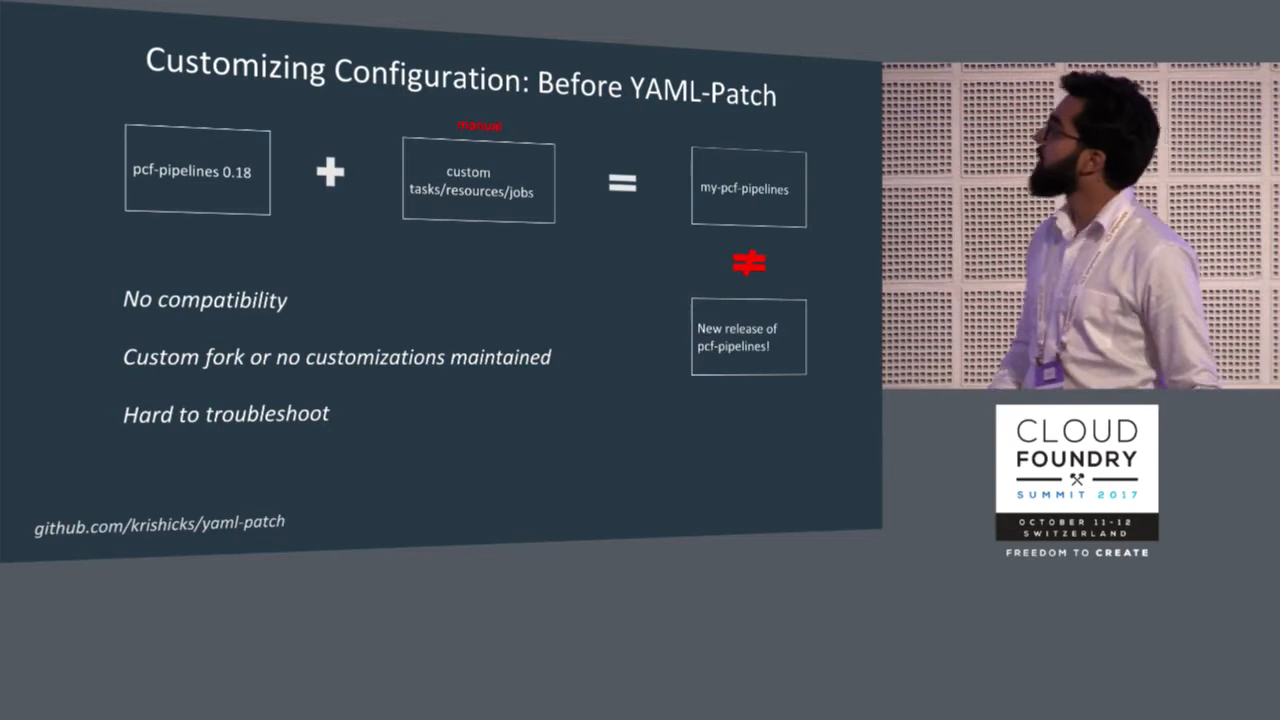 Customizing Configuration: Before YAML-Patch
manual
pcf-pipelines 0.18
custom
tasks/resources/jobs
my-pcf-pipelines
New release of
pcf-pipelines!
No compatibility
Custom fork or no customizations maintained
Hard to troubleshoot
github.com/krishicks/yaml-patch
CLOUD
FOUNDRY
SUMMIT 2017
OCTOBER 11-12
SWITZERLAND
FREEDOM TO CREATE